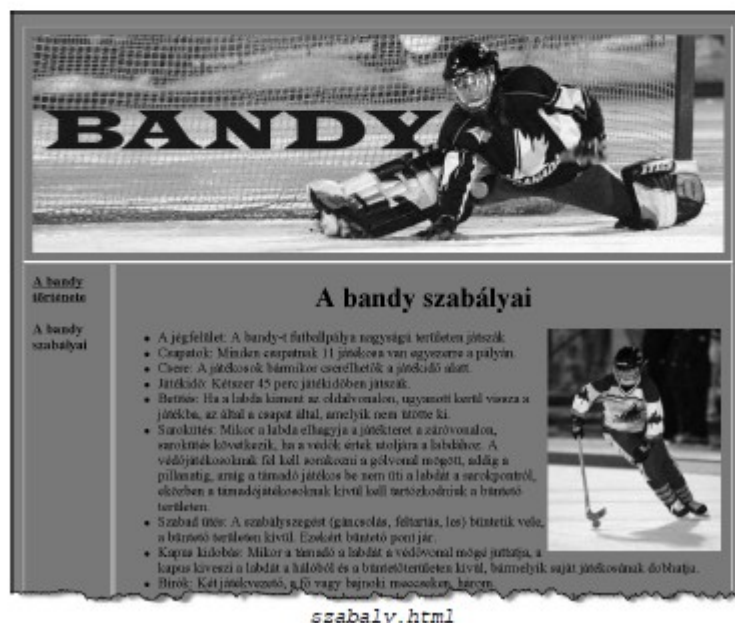 BANDY
A bandy
története
A bandy
szabályai
A bandy szabályai
A jégfelület: A bandy-t futballpálya nagyságú területen játszák
Csapatok: Minden csapatnak 11 játékosa van egyszerre a pályán.
Csere: A játékosok bármikor cserélhetők a játékidő alatt.
Játékidő: Kétszer 45 perc játékidőben játszák.
Beütés: Ha a labda kiment az oldalvonalon, ugyanott kerül vissza a
játékba, az által a csapat által, amelyik nem ütötte ki.
Sarokütés: Mikor a labda elhagyja a játékteret a záróvonalon,
sarokütés következik, ha a védők értek utoljára a labdához. A
védőjátékosoknak fel kell sorakozni a gólvonal mögött, addig a
pillanatig, amíg a támadó játékos be nem üti a labdát a sarokpontról,
eközben a támadójátékosoknak kívül kell tartózkodniuk a büntető
területen.
Szabad ütés: A szabályszegést (gáncsolás, feltartás, les) büntetik vele,
a büntető területen kívül. Ezekért büntető pont jár.
Kapus kidobás: Mikor a támadó a labdát a védővonal mögé juttatja, a
kapus kiveszi a labdát a hálóból és a büntetőterületen kívül, bármelyik saját játékosának dobhatja.
Bírók: Két játékvezető, a fő vagy bajnoki meccseken, három.
szabaly.html